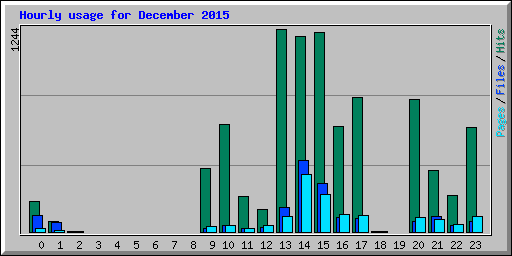 Hourly usage for December 2015
1244
Pages/Files/Hits
0 1 2 3 4 5 6 7 8 9 10 11 12 13 14 15 16 17 18 19 20 21 22 23